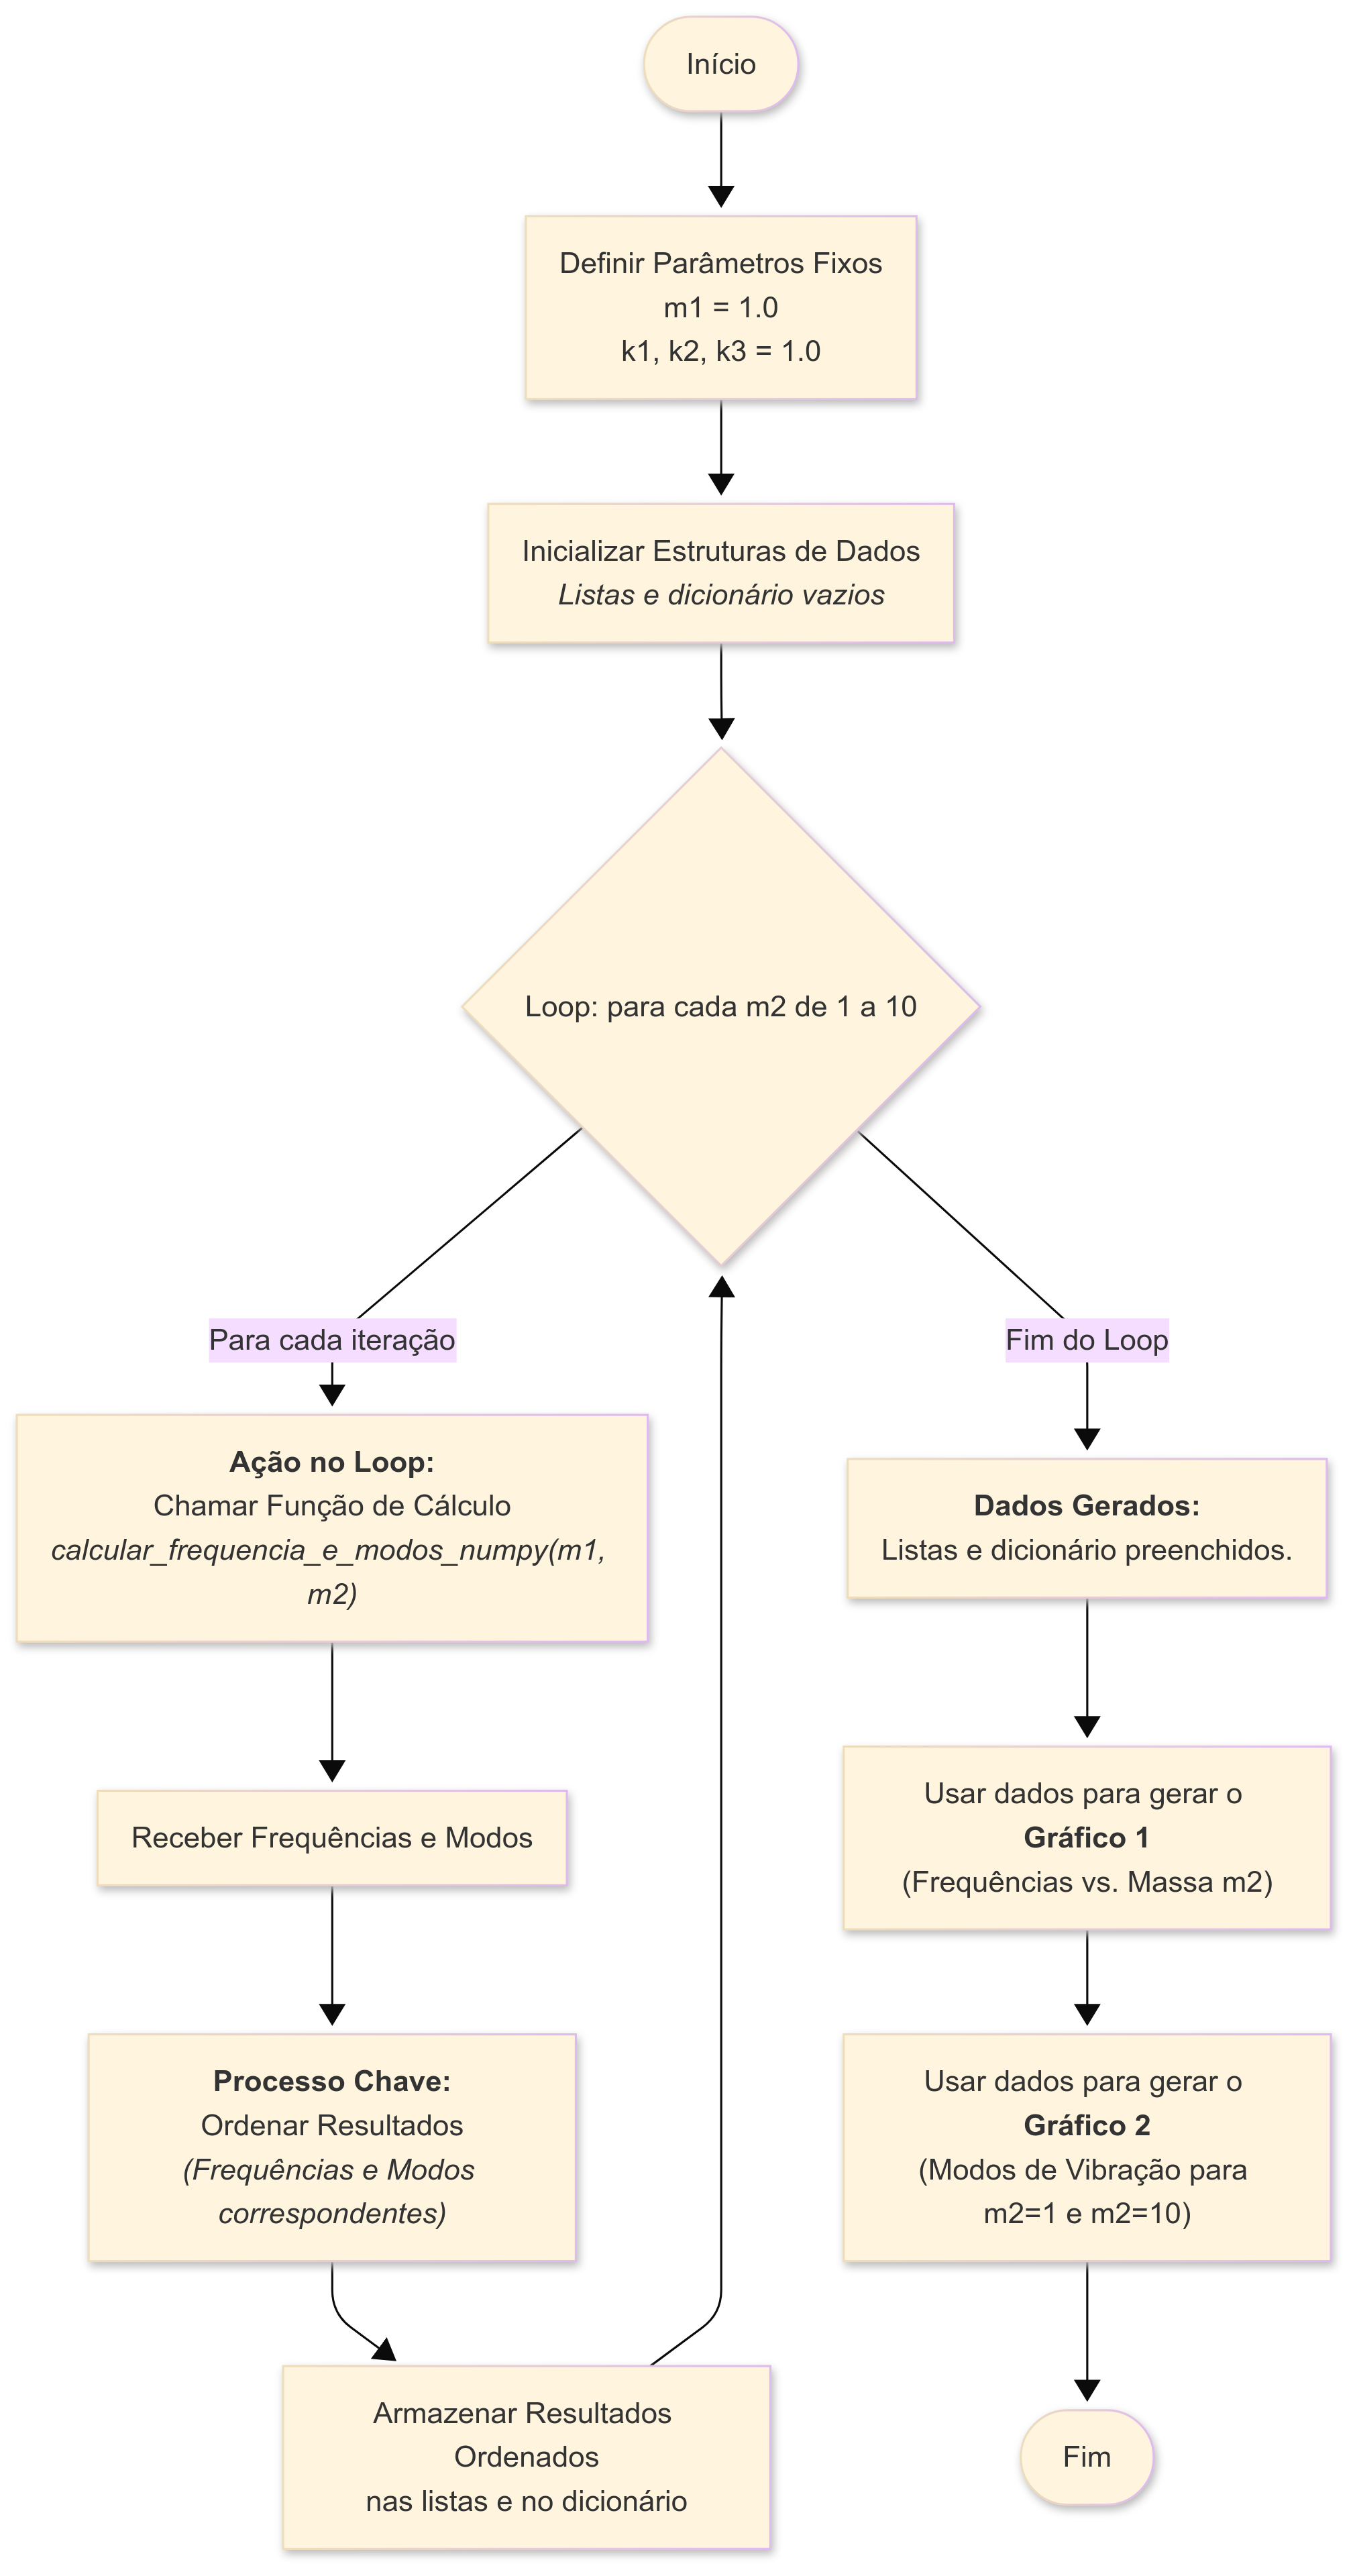 Início
Definir Parâmetros Fixos
m1 = 1.0
k1, k2, k3 = 1.0
Inicializar Estruturas de Dados
Listas e dicionário vazios
Loop: para cada m2 de 1 a 10
Para cada iteração
Ação no Loop:
Chamar Função de Cálculo
calcular_frequencia_e_modos_numpy(m1,
m2)
Receber Frequências e Modos
Processo Chave:
Ordenar Resultados
(Frequências e Modos
correspondentes)
Armazenar Resultados
Ordenados
nas listas e no dicionário
Fim do Loop
Dados Gerados:
Listas e dicionário preenchidos.
Usar dados para gerar o
Gráfico 1
(Frequências vs. Massa m2)
Usar dados para gerar o
Gráfico 2
(Modos de Vibração para
m2=1 e m2=10)
Fim